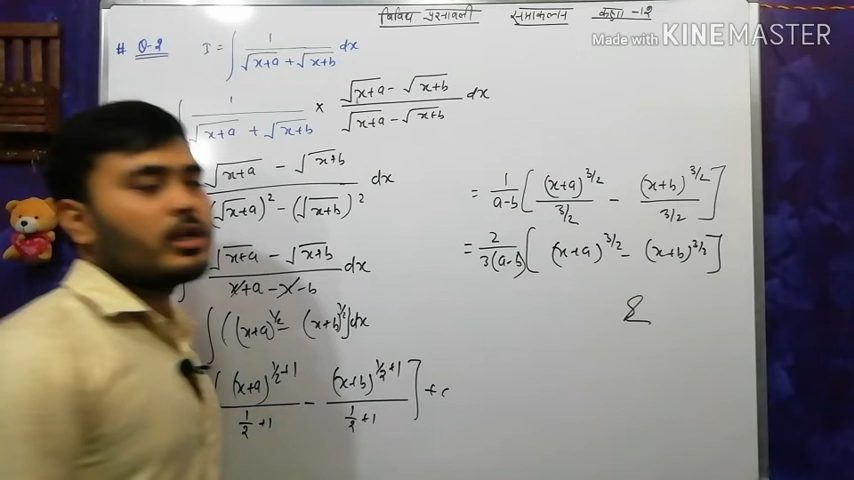 विविध प्रश्नावली समाकलन कक्षा -12
Made with KINEMASTER
# Q-2 I = ∫ 1/(√(x+a) + √(x+b)) dx
∫ 1/(√(x+a) + √(x+b)) × (√(x+a) - √(x+b))/(√(x+a) - √(x+b)) dx
(√(x+a) - √(x+b))/((√(x+a))² - (√(x+b))²) dx
∫ (√(x+a) - √(x+b))/(x+a-x-b) dx
∫ ((x+a)^1/2 - (x+b)^1/2] dx
[(x+a)^(1/2+1)/(1/2+1) - (x+b)^(1/2+1)/(1/2+1)] + c
= 1/(a-b) [(x+a)^3/2/(3/2) - (x+b)^3/2/(3/2)]
= 2/(3(a-b)) [(x+a)^3/2 - (x+b)^3/2]